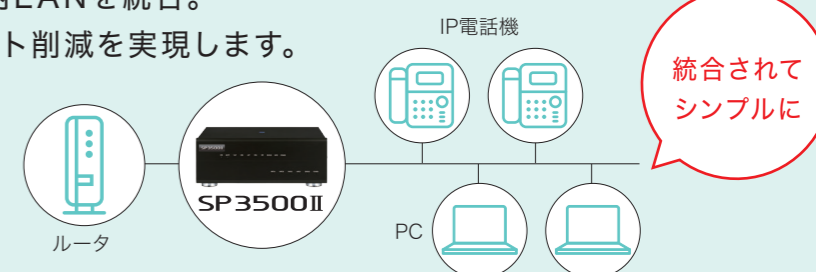 内LANを統合。
ト削減を実現します。
IP電話機
統合されて
シンプルに
SP3500Ⅱ
ルータ
PC